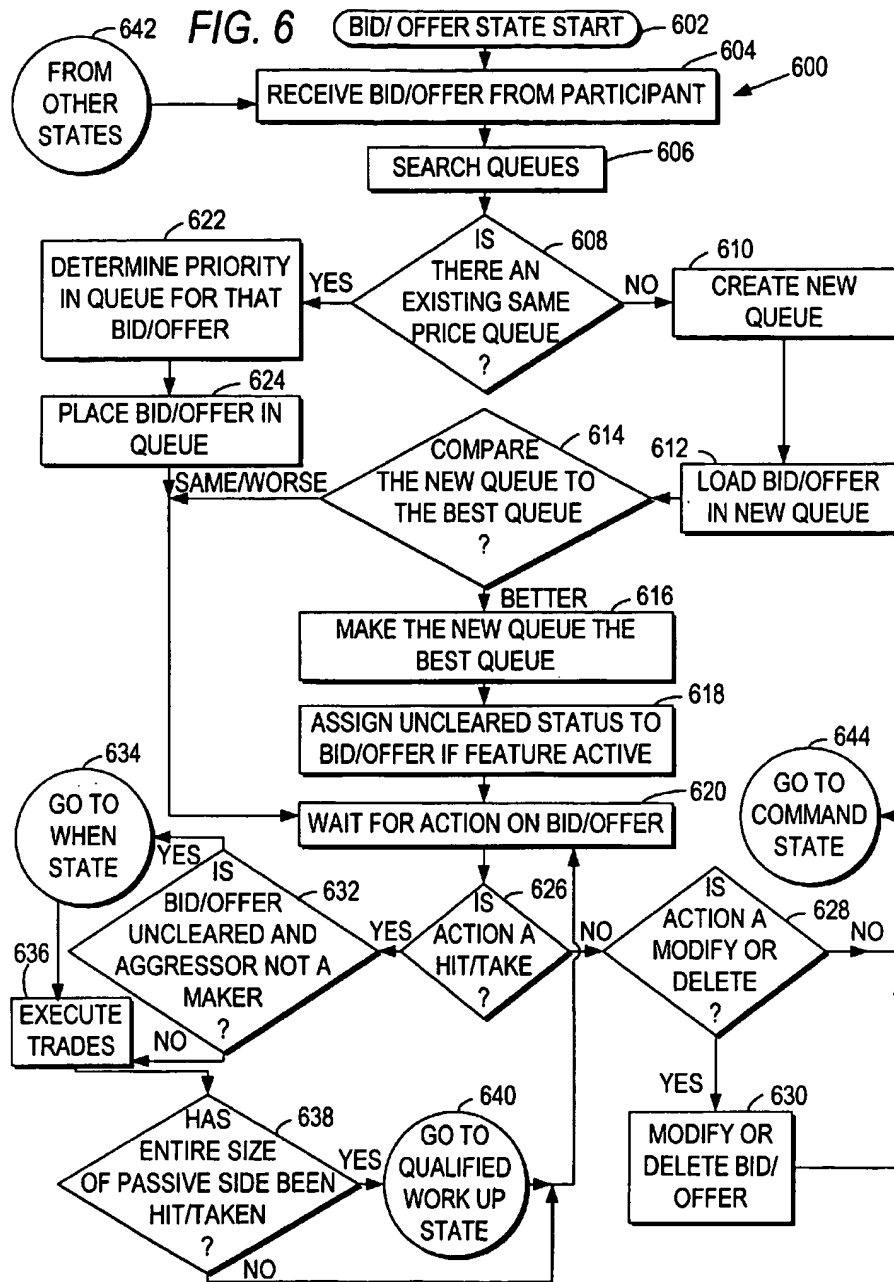 FIG. 6
642
FROM
OTHER
STATES
BID/ OFFER STATE START
602
604
600
RECEIVE BID/OFFER FROM PARTICIPANT
606
SEARCH QUEUES
622
DETERMINE PRIORITY
IN QUEUE FOR THAT
BID/OFFER
YES
608
IS
THERE AN
EXISTING SAME
PRICE QUEUE
?
NO
610
CREATE NEW
QUEUE
624
PLACE BID/OFFER IN
QUEUE
SAME/WORSE
614
COMPARE
THE NEW QUEUE TO
THE BEST QUEUE
?
612
LOAD BID/OFFER
IN NEW QUEUE
BETTER
616
MAKE THE NEW QUEUE THE
BEST QUEUE
618
ASSIGN UNCLEARED STATUS TO
BID/OFFER IF FEATURE ACTIVE
634
GO TO
WHEN
STATE
644
GO TO
COMMAND
STATE
620
WAIT FOR ACTION ON BID/OFFER
YES
632
IS
BID/OFFER
UNCLEARED AND
AGGRESSOR NOT A
MAKER
?
YES
626
IS
ACTION A
HIT/TAKE
?
NO
628
IS
ACTION A
MODIFY OR
DELETE
?
NO
636
EXECUTE
TRADES
NO
YES
638
HAS
ENTIRE SIZE
OF PASSIVE SIDE BEEN
HIT/TAKEN
?
YES
NO
640
GO TO
QUALIFIED
WORK UP
STATE
630
MODIFY OR
DELETE BID/
OFFER